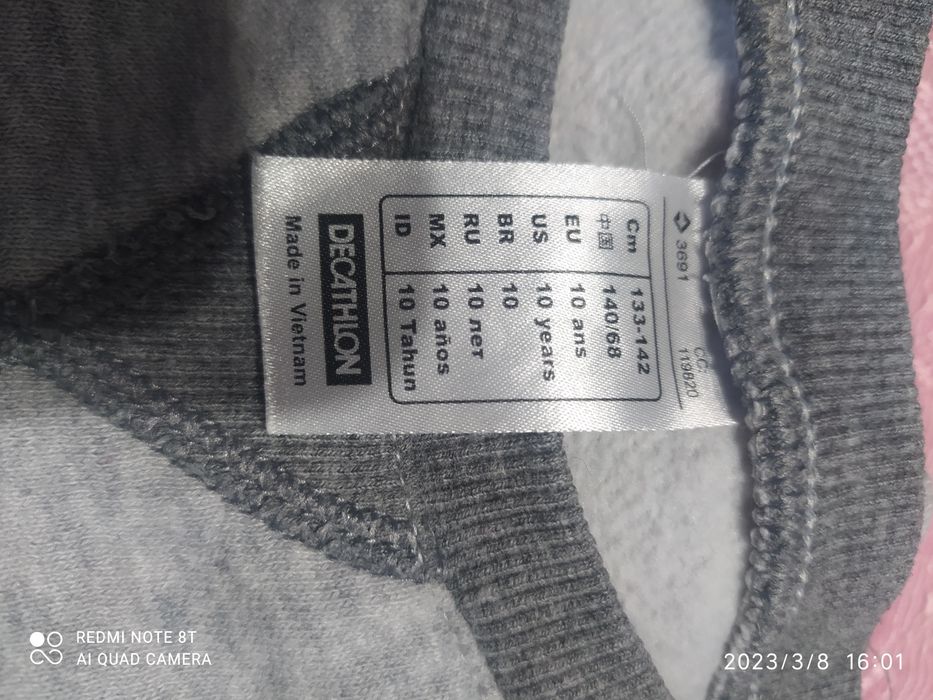 3691
CC:
119820
Cm 133-142
中国 140/68
EU 10 ans
US 10 years
BR 10
RU 10 лет
MX 10 años
ID 10 Tahun
DECATHLON
Made in Vietnam
REDMI NOTE 8T
AI QUAD CAMERA
2023/3/8 16:01